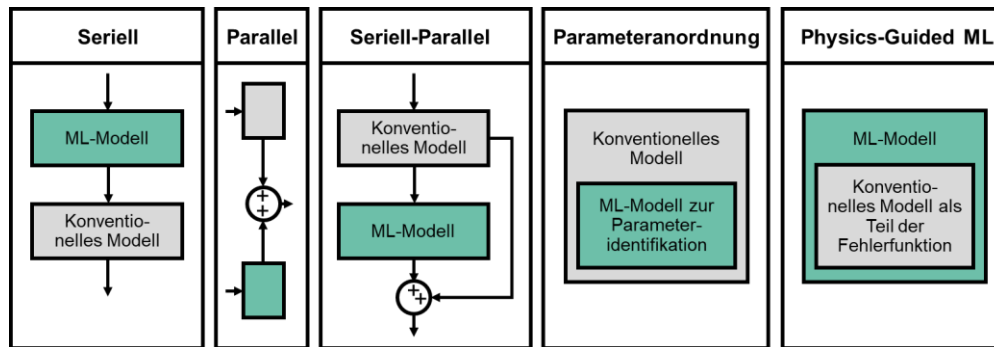 Seriell
ML-Modell
Konventio-
nelles Modell
Parallel
+
+
Seriell-Parallel
Konventio-
nelles Modell
ML-Modell
+
+
Parameteranordnung
Konventionelles
Modell
ML-Modell zur
Parameter-
identifikation
Physics-Guided ML
ML-Modell
Konventio-
nelles Modell als
Teil der
Fehlerfunktion